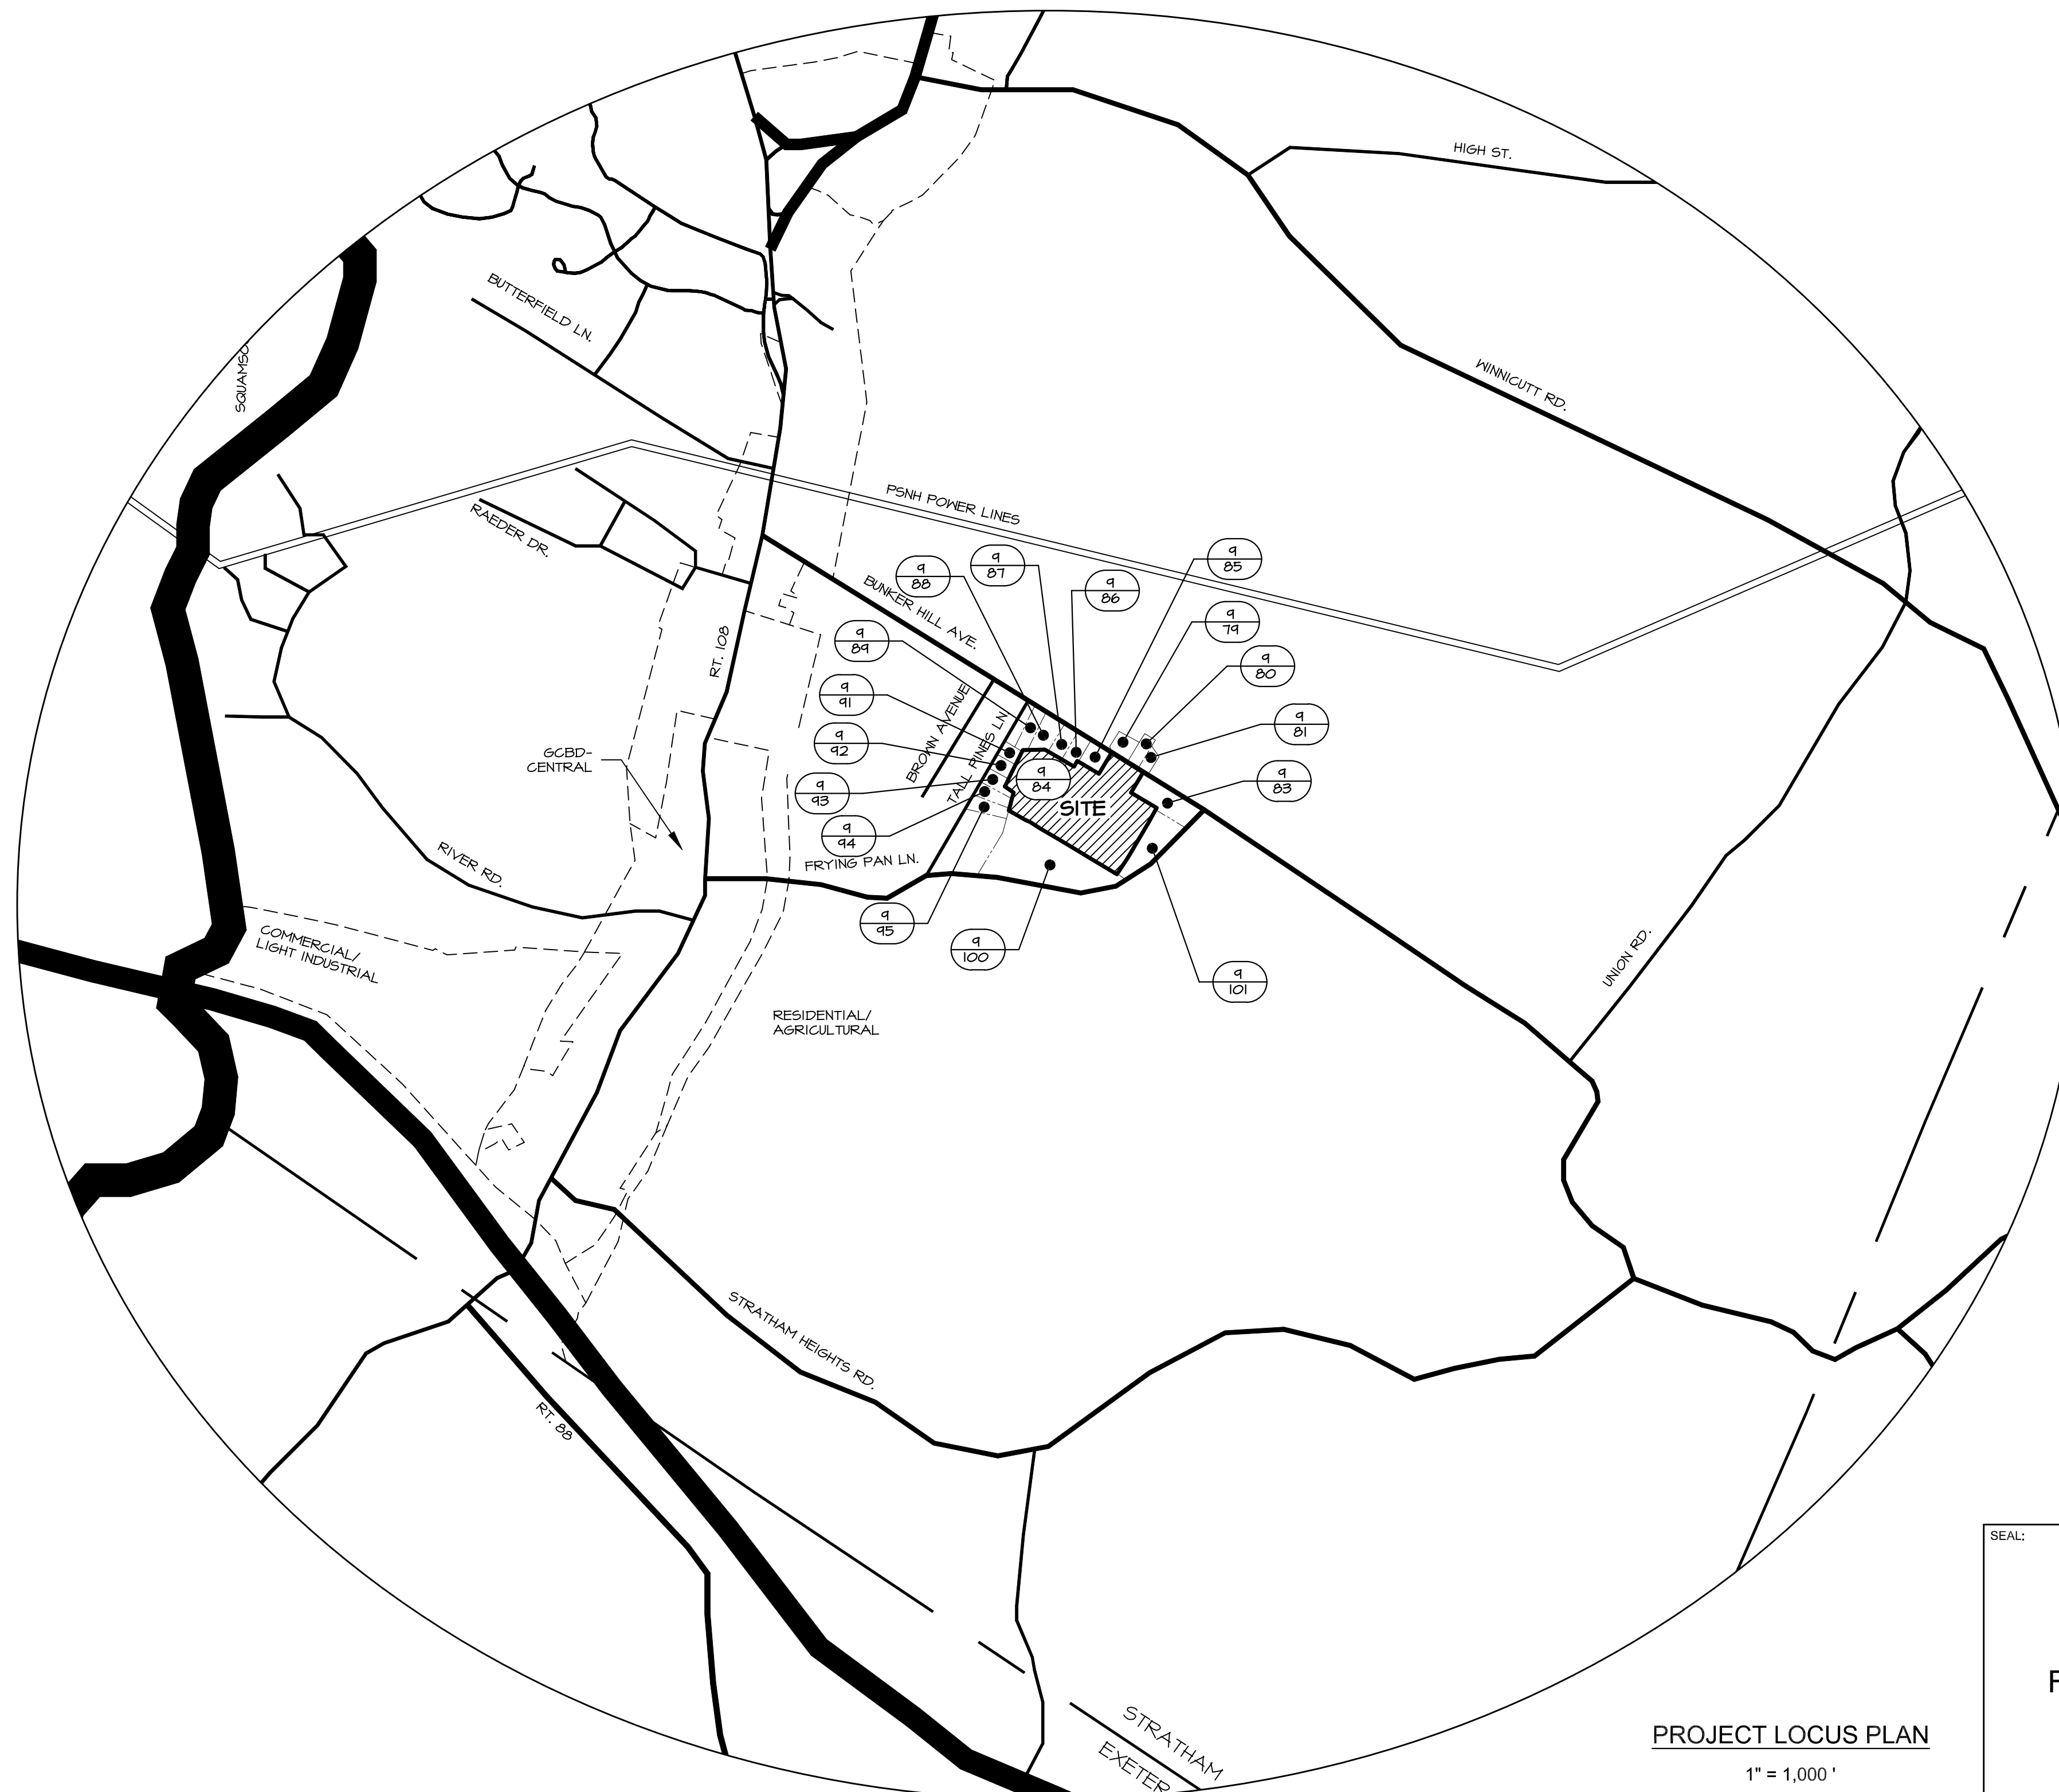 HIGH ST.
BUTTERFIELD LN.
WINNICUTT RD.
PSNH POWER LINES
RAEDER DR.
BUNKER HILL AVE.
9
85
9
87
9
88
9
86
9
79
9
89
9
80
RT. 108
9
91
BROWN AVENUE
TALL PINES LN
9
81
9
92
GCBD-
CENTRAL
9
84
9
83
9
93
SITE
9
94
RIVER RD.
FRYING PAN LN.
9
95
9
100
COMMERCIAL/
LIGHT INDUSTRIAL
UNION RD.
9
101
RESIDENTIAL/
AGRICULTURAL
STRATHAM HEIGHTS RD.
RT. 88
SEAL:
STRATHAM
EXETER
PROJECT LOCUS PLAN
1" = 1,000 '